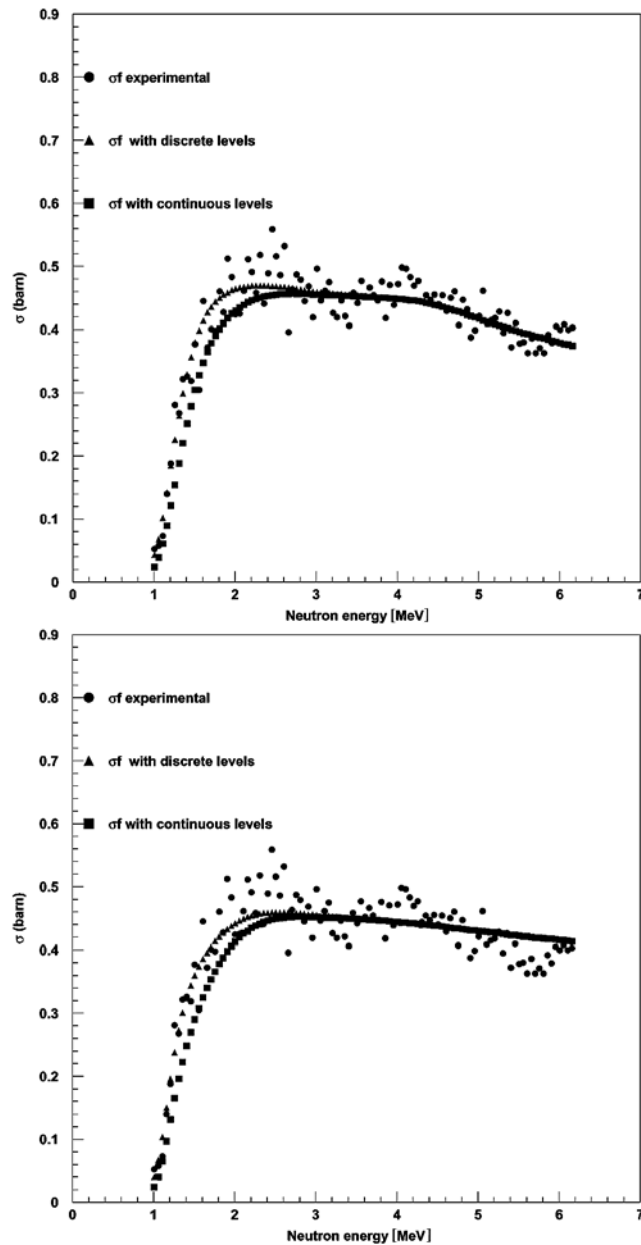 0.9
0.8
0.7
0.6
0.5
0.4
0.3
0.2
0.1
0
σ (barn)
σf experimental
σf with discrete levels
σf with continuous levels
0 1 2 3 4 5 6 7
Neutron energy [MeV]
0.9
0.8
0.7
0.6
0.5
0.4
0.3
0.2
0.1
0
σ (barn)
σf experimental
σf with discrete levels
σf with continuous levels
0 1 2 3 4 5 6 7
Neutron energy [MeV]